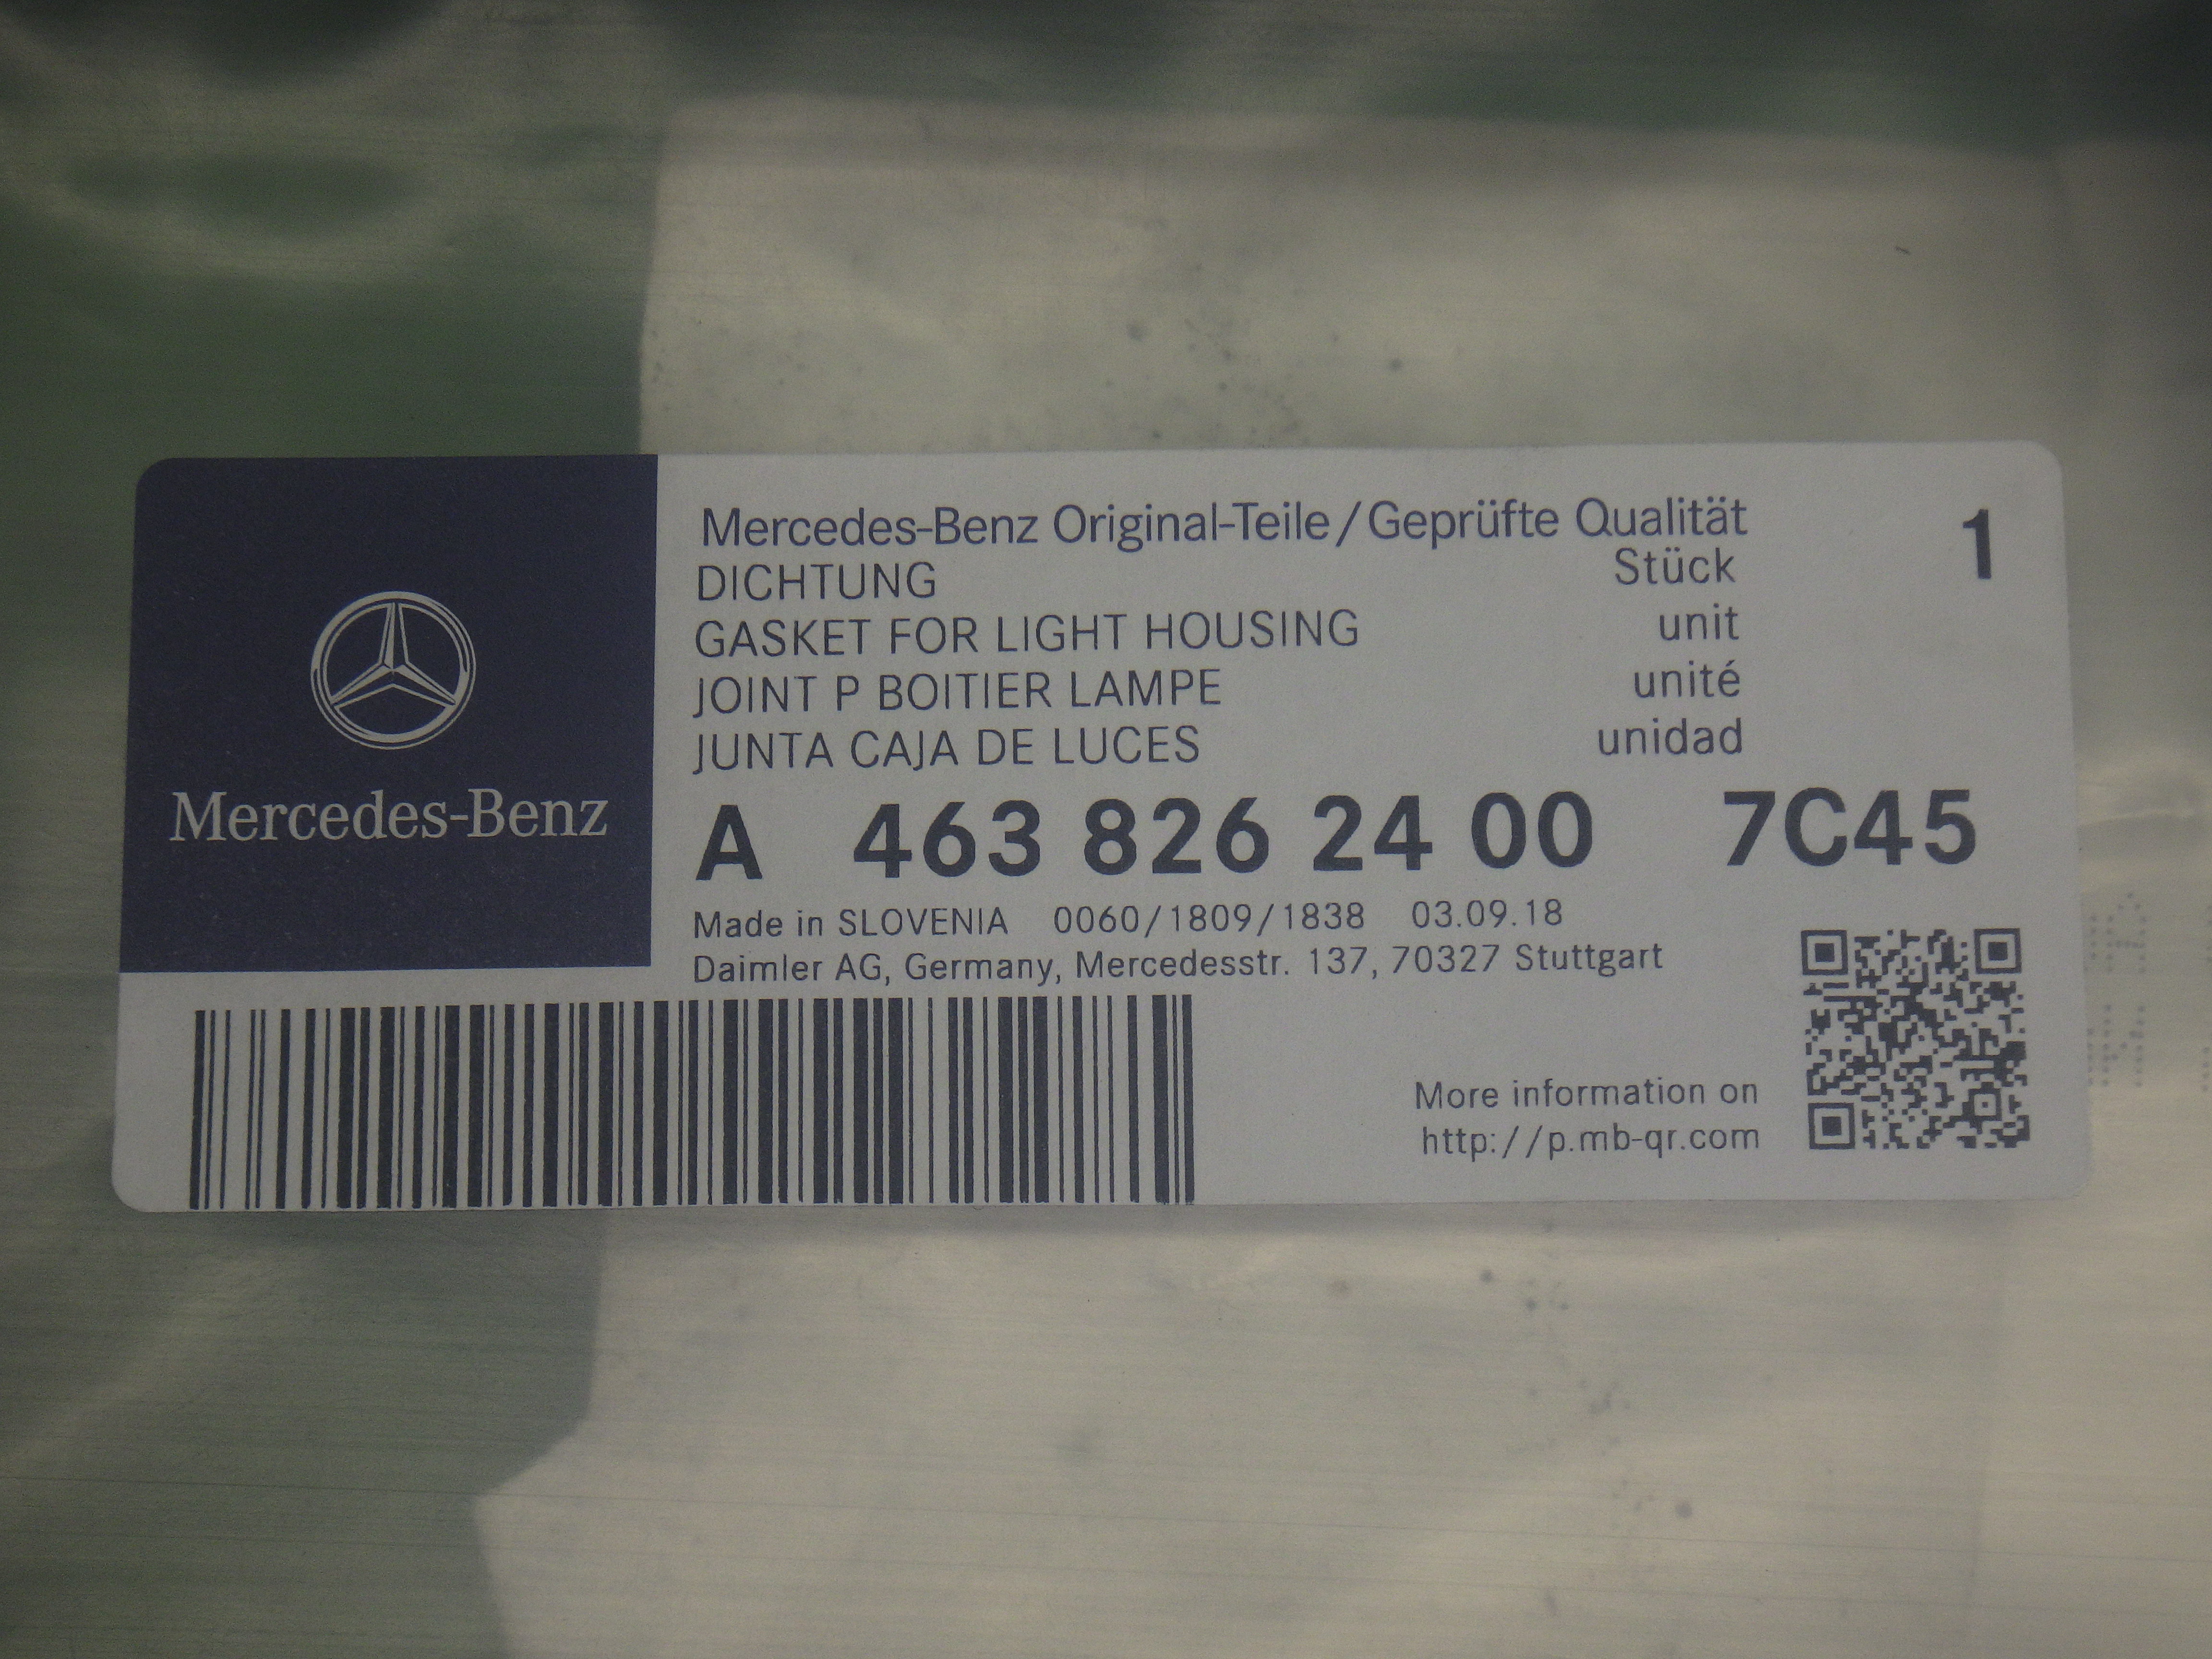 Mercedes-Benz
Mercedes-Benz Original-Teile/Geprüfte Qualität
DICHTUNG Stück 1
GASKET FOR LIGHT HOUSING unit
JOINT P BOITIER LAMPE unité
JUNTA CAJA DE LUCES unidad
A 463 826 24 00 7C45
Made in SLOVENIA 0060/1809/1838 03.09.18
Daimler AG, Germany, Mercedesstr. 137, 70327 Stuttgart
More information on
http://p.mb-qr.com